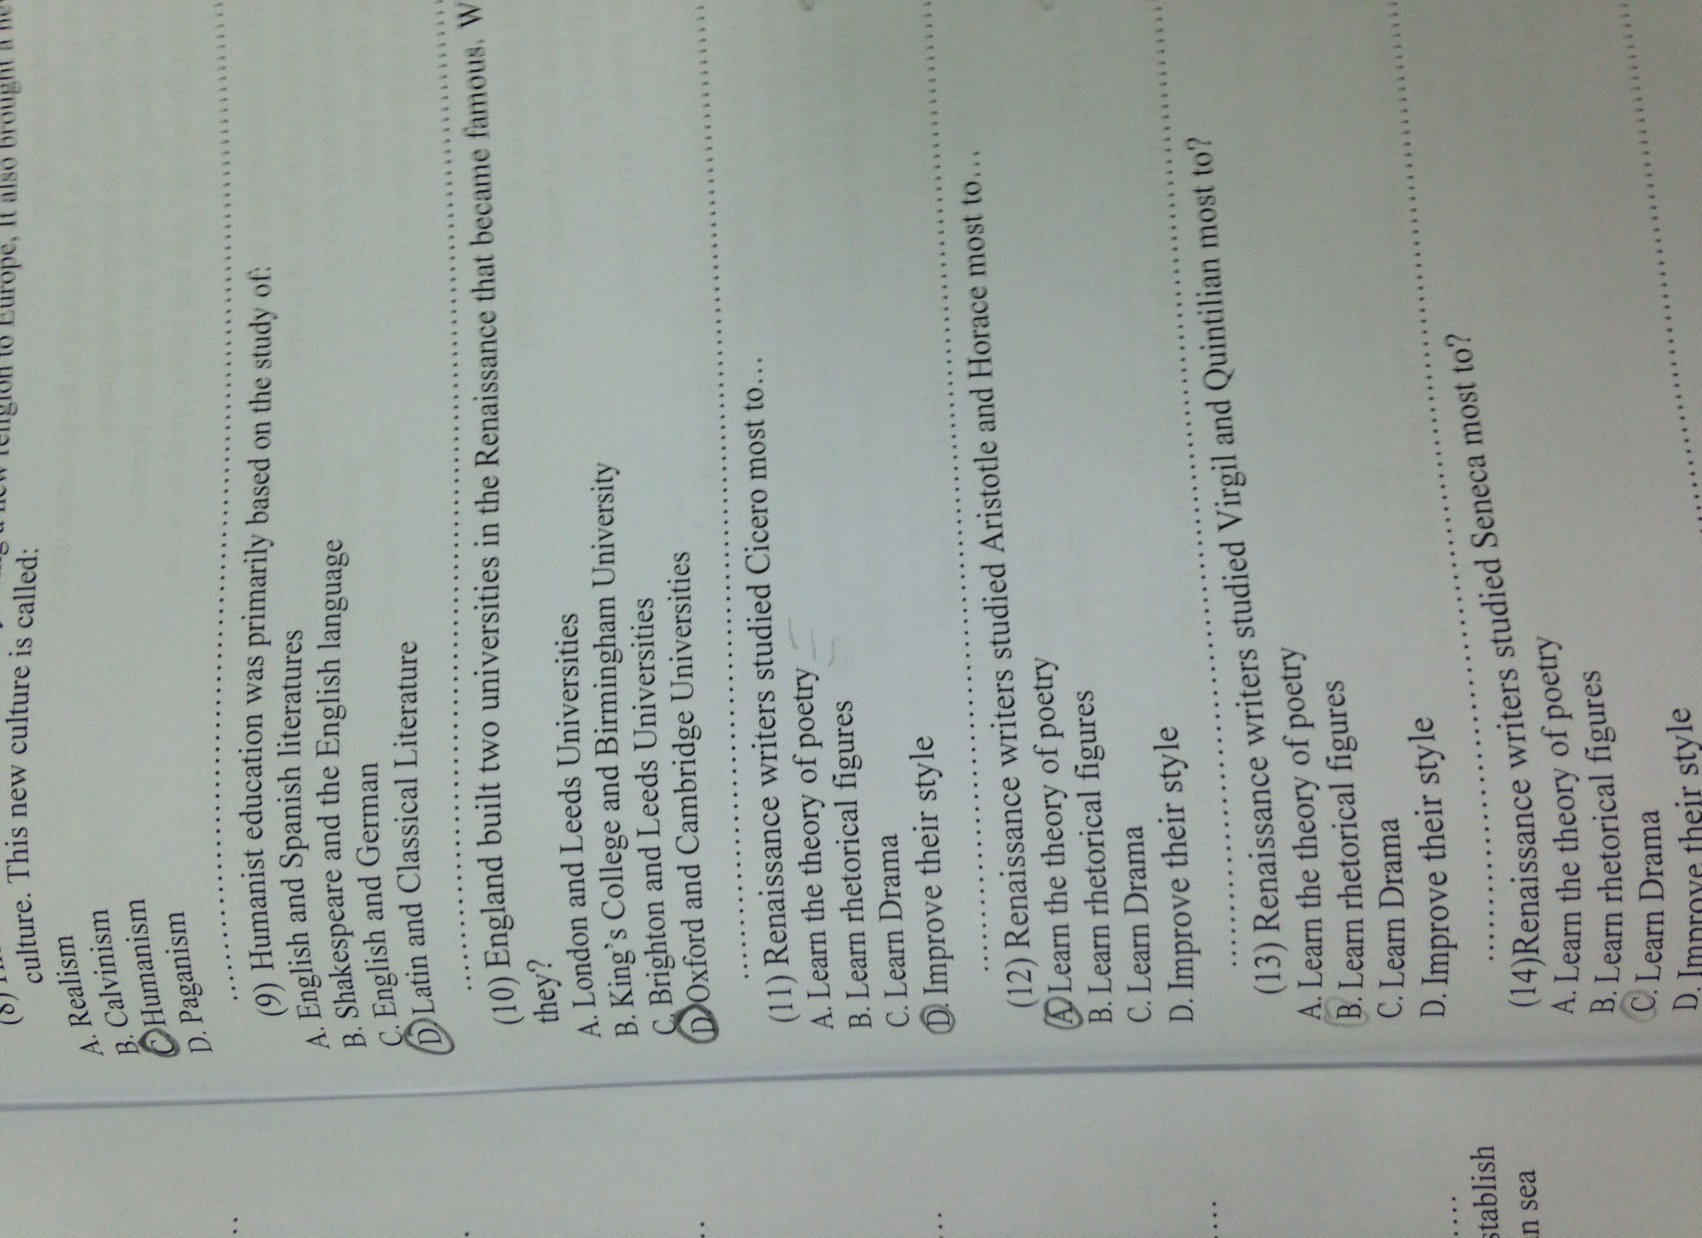 culture. This new culture is called:
A. Realism
B. Calvinism
C. Humanism
D. Paganism
(9) Humanist education was primarily based on the study of:
A. English and Spanish literatures
B. Shakespeare and the English language
C. English and German
D. Latin and Classical Literature
(10) England built two universities in the Renaissance that became famous. W
they?
A. London and Leeds Universities
B. King's College and Birmingham University
C. Brighton and Leeds Universities
D. Oxford and Cambridge Universities
(11) Renaissance writers studied Cicero most to…
A. Learn the theory of poetry
B. Learn rhetorical figures
C. Learn Drama
D. Improve their style
(12) Renaissance writers studied Aristotle and Horace most to…
A. Learn the theory of poetry
B. Learn rhetorical figures
C. Learn Drama
D. Improve their style
(13) Renaissance writers studied Virgil and Quintilian most to?
A. Learn the theory of poetry
B. Learn rhetorical figures
C. Learn Drama
D. Improve their style
(14)Renaissance writers studied Seneca most to?
A. Learn the theory of poetry
B. Learn rhetorical figures
C. Learn Drama
D. Improve their style
stablish
n sea